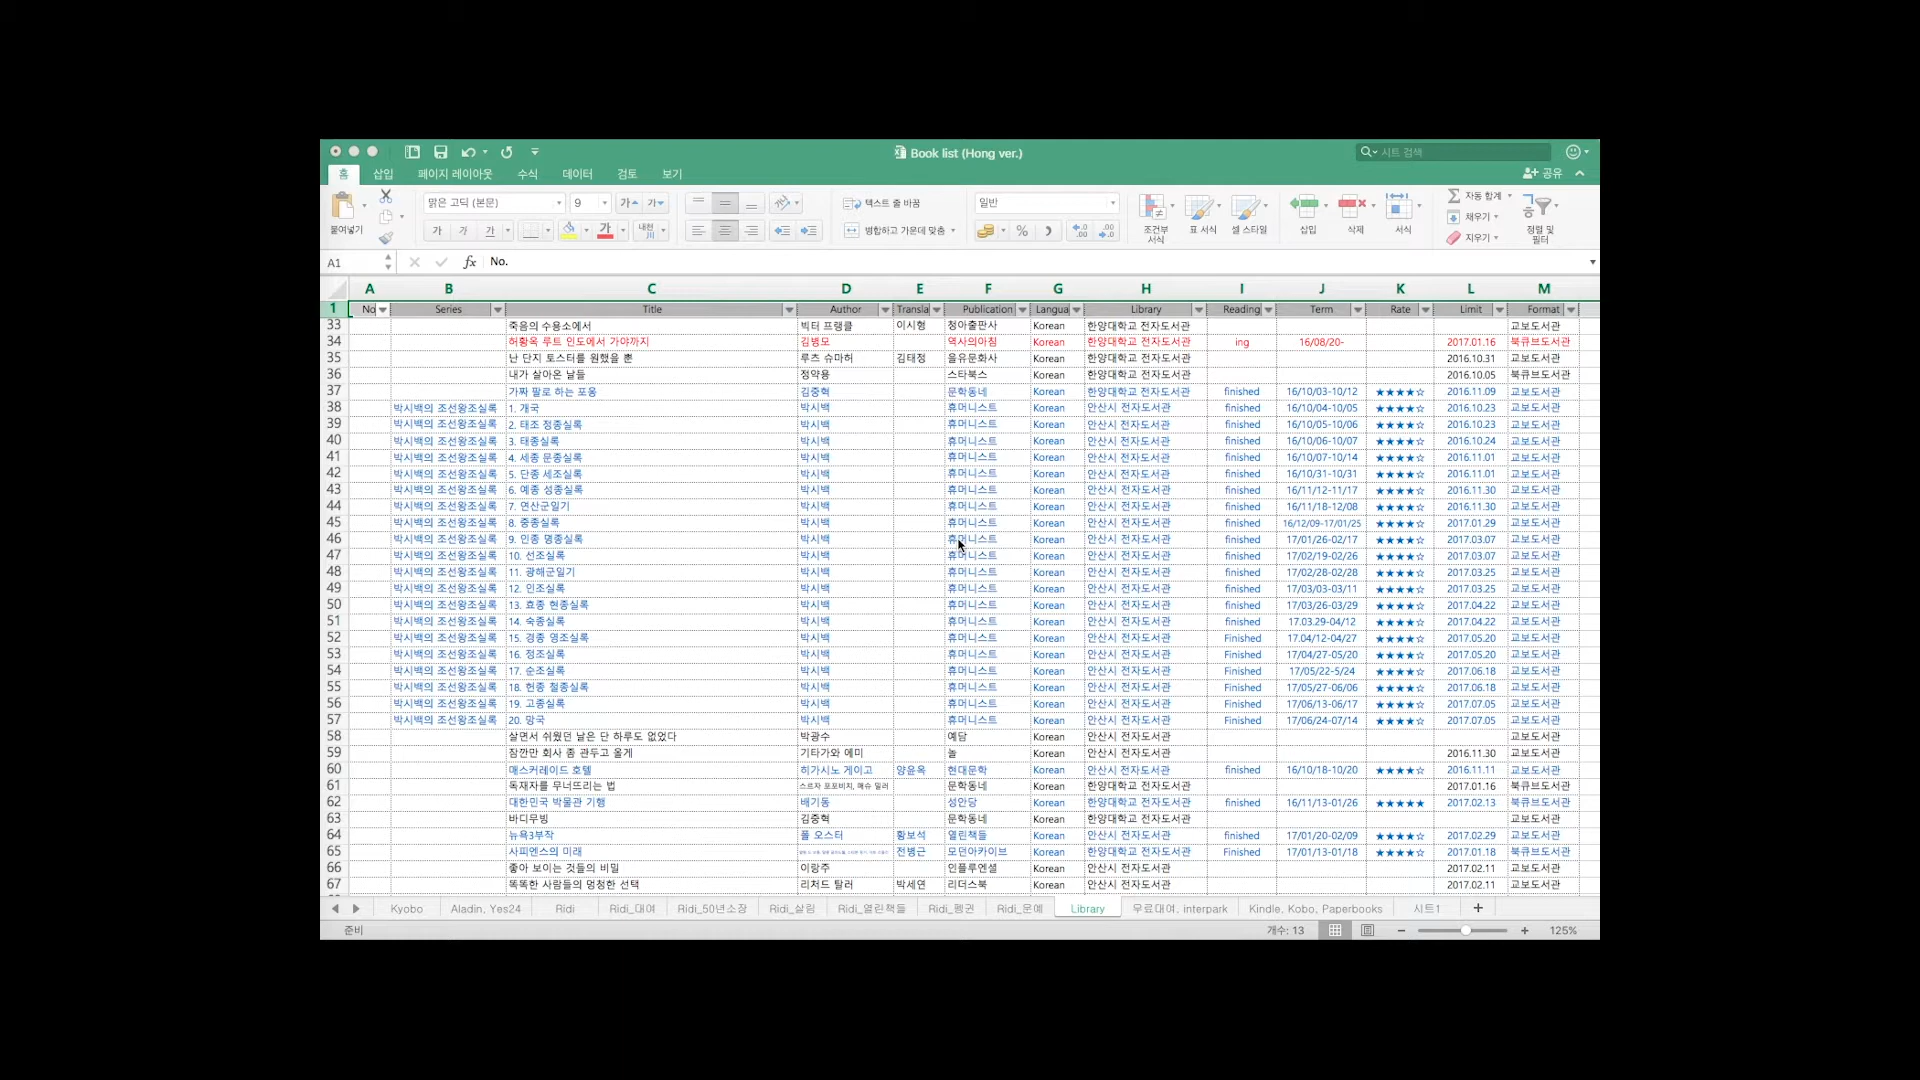 Book list (Hong ver.)
시트 검색
홈 삽입 페이지 레이아웃 수식 데이터 검토 보기 공유
붙여넣기 맑은 고딕 (본문) 9 텍스트 줄 바꿈 일반 자동 합계
가 가 가 가 내천 병합하고 가운데 맞춤 조건부 서식 표 서식 셀 스타일 삽입 삭제 서식 채우기 지우기 정렬 및 필터
A1 fx No.
A B C D E F G H I J K L M
1 No Series Title Author Transla Publication Langua Library Reading Term Rate Limit Format
33 죽음의 수용소에서 빅터 프랭클 이시형 청아출판사 Korean 한양대학교 전자도서관 교보도서관
34 허황옥 루트 인도에서 가야까지 김병모 역사의아침 Korean 한양대학교 전자도서관 ing 16/08/20- 2017.01.16 북큐브도서관
35 난 단지 토스터를 원했을 뿐 루츠 슈마허 김태정 을유문화사 Korean 한양대학교 전자도서관 2016.10.31 교보도서관
36 내가 살아온 날들 정약용 스타북스 Korean 한양대학교 전자도서관 2016.10.05 북큐브도서관
37 가짜 팔로 하는 포옹 김중혁 문학동네 Korean 한양대학교 전자도서관 finished 16/10/03-10/12 ★★★★☆ 2016.11.09 교보도서관
38 박시백의 조선왕조실록 1. 개국 박시백 휴머니스트 Korean 안산시 전자도서관 finished 16/10/04-10/05 ★★★★☆ 2016.10.23 교보도서관
39 박시백의 조선왕조실록 2. 태조 정종실록 박시백 휴머니스트 Korean 안산시 전자도서관 finished 16/10/05-10/06 ★★★★☆ 2016.10.23 교보도서관
40 박시백의 조선왕조실록 3. 태종실록 박시백 휴머니스트 Korean 안산시 전자도서관 finished 16/10/06-10/07 ★★★★☆ 2016.10.24 교보도서관
41 박시백의 조선왕조실록 4. 세종 문종실록 박시백 휴머니스트 Korean 안산시 전자도서관 finished 16/10/07-10/14 ★★★★☆ 2016.11.01 교보도서관
42 박시백의 조선왕조실록 5. 단종 세조실록 박시백 휴머니스트 Korean 안산시 전자도서관 finished 16/10/31-10/31 ★★★★☆ 2016.11.01 교보도서관
43 박시백의 조선왕조실록 6. 예종 성종실록 박시백 휴머니스트 Korean 안산시 전자도서관 finished 16/11/12-11/17 ★★★★☆ 2016.11.30 교보도서관
44 박시백의 조선왕조실록 7. 연산군일기 박시백 휴머니스트 Korean 안산시 전자도서관 finished 16/11/18-12/08 ★★★★☆ 2016.11.30 교보도서관
45 박시백의 조선왕조실록 8. 중종실록 박시백 휴머니스트 Korean 안산시 전자도서관 finished 16/12/09-17/01/25 ★★★★☆ 2017.01.29 교보도서관
46 박시백의 조선왕조실록 9. 인종 명종실록 박시백 휴머니스트 Korean 안산시 전자도서관 finished 17/01/26-02/17 ★★★★☆ 2017.03.07 교보도서관
47 박시백의 조선왕조실록 10. 선조실록 박시백 휴머니스트 Korean 안산시 전자도서관 finished 17/02/19-02/26 ★★★★☆ 2017.03.07 교보도서관
48 박시백의 조선왕조실록 11. 광해군일기 박시백 휴머니스트 Korean 안산시 전자도서관 finished 17/02/28-02/28 ★★★★☆ 2017.03.25 교보도서관
49 박시백의 조선왕조실록 12. 인조실록 박시백 휴머니스트 Korean 안산시 전자도서관 finished 17/03/03-03/11 ★★★★☆ 2017.03.25 교보도서관
50 박시백의 조선왕조실록 13. 효종 현종실록 박시백 휴머니스트 Korean 안산시 전자도서관 finished 17/03/26-03/29 ★★★★☆ 2017.04.22 교보도서관
51 박시백의 조선왕조실록 14. 숙종실록 박시백 휴머니스트 Korean 안산시 전자도서관 finished 17.03.29-04/12 ★★★★☆ 2017.04.22 교보도서관
52 박시백의 조선왕조실록 15. 경종 영조실록 박시백 휴머니스트 Korean 안산시 전자도서관 Finished 17.04/12-04/27 ★★★★☆ 2017.05.20 교보도서관
53 박시백의 조선왕조실록 16. 정조실록 박시백 휴머니스트 Korean 안산시 전자도서관 Finished 17/04/27-05/20 ★★★★☆ 2017.05.20 교보도서관
54 박시백의 조선왕조실록 17. 순조실록 박시백 휴머니스트 Korean 안산시 전자도서관 Finished 17/05/22-5/24 ★★★★☆ 2017.06.18 교보도서관
55 박시백의 조선왕조실록 18. 헌종 철종실록 박시백 휴머니스트 Korean 안산시 전자도서관 Finished 17/05/27-06/06 ★★★★☆ 2017.06.18 교보도서관
56 박시백의 조선왕조실록 19. 고종실록 박시백 휴머니스트 Korean 안산시 전자도서관 Finished 17/06/13-06/17 ★★★★☆ 2017.07.05 교보도서관
57 박시백의 조선왕조실록 20. 망국 박시백 휴머니스트 Korean 안산시 전자도서관 Finished 17/06/24-07/14 ★★★★☆ 2017.07.05 교보도서관
58 살면서 쉬웠던 날은 단 하루도 없었다 박광수 예담 Korean 안산시 전자도서관 교보도서관
59 잠깐만 회사 좀 관두고 올게 기타가와 에미 놀 Korean 안산시 전자도서관 2016.11.30 교보도서관
60 매스커레이드 호텔 히가시노 게이고 양윤옥 현대문학 Korean 안산시 전자도서관 finished 16/10/18-10/20 ★★★★☆ 2016.11.11 교보도서관
61 독재자를 무너뜨리는 법 스르자 포포비치, 매슈 밀러 문학동네 Korean 한양대학교 전자도서관 2017.01.16 북큐브도서관
62 대한민국 박물관 기행 배기동 성안당 Korean 한양대학교 전자도서관 finished 16/11/13-01/26 ★★★★★ 2017.02.13 북큐브도서관
63 바디무빙 김중혁 문학동네 Korean 한양대학교 전자도서관 교보도서관
64 뉴욕3부작 폴 오스터 황보석 열린책들 Korean 안산시 전자도서관 finished 17/01/20-02/09 ★★★★☆ 2017.02.29 교보도서관
65 사피엔스의 미래 전병근 모던아카이브 Korean 한양대학교 전자도서관 Finished 17/01/13-01/18 ★★★★☆ 2017.01.18 북큐브도서관
66 좋아 보이는 것들의 비밀 이랑주 인플루엔셜 Korean 안산시 전자도서관 2017.02.11 교보도서관
67 똑똑한 사람들의 멍청한 선택 리처드 탈러 박세연 리더스북 Korean 안산시 전자도서관 2017.02.11 교보도서관
Kyobo Aladin, Yes24 Ridi Ridi_대여 Ridi_50년소장 Ridi_살림 Ridi_열린책들 Ridi_펭귄 Ridi_문예 Library 무료대여, interpark Kindle, Kobo, Paperbooks 시트1 +
준비 개수: 13 125%